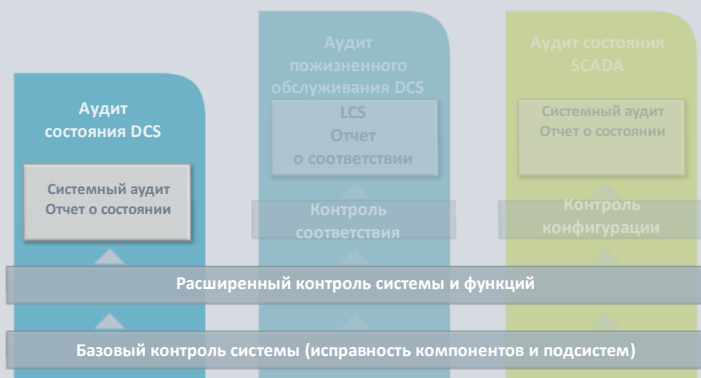 Аудит
состояния DCS
Системный аудит
Отчет о состоянии
Аудит
пожизненного
обслуживания DCS
LCS
Отчет
о соответствии
Контроль
соответствия
Аудит состояния
SCADA
Системный аудит
Отчет о состоянии
Контроль
конфигурации
Расширенный контроль системы и функций
Базовый контроль системы (исправность компонентов и подсистем)